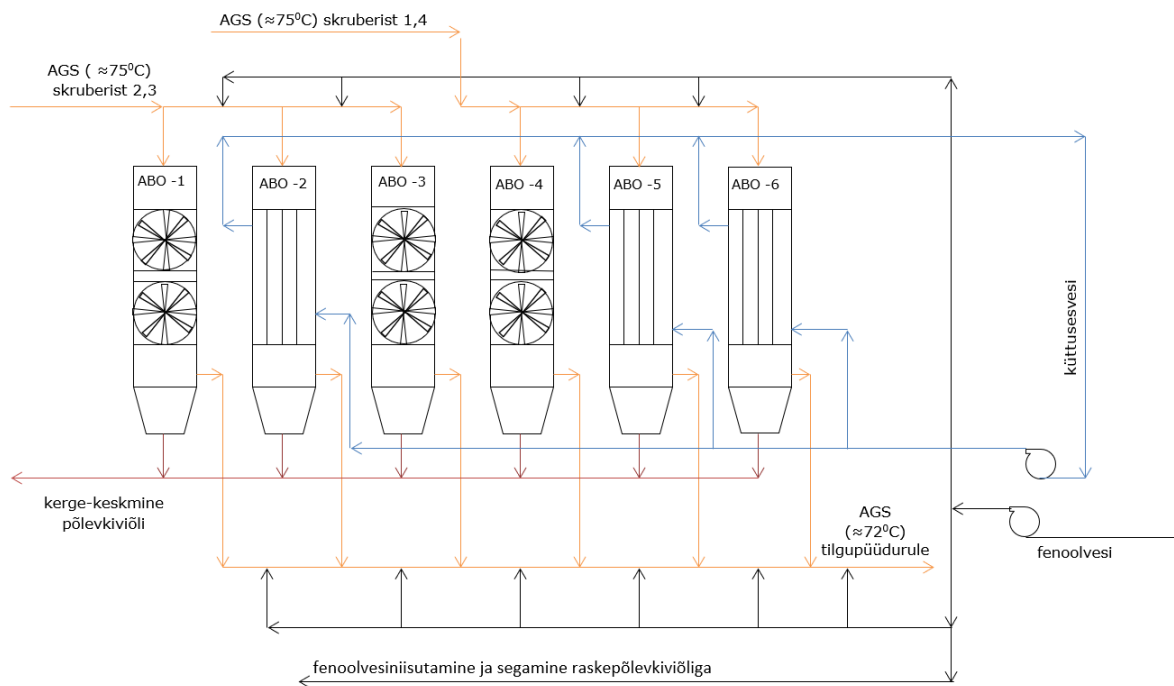 AGS (≈75⁰C) skruberist 1,4
AGS ( ≈75⁰C)
skruberist 2,3
ABO -1
ABO -2
ABO -3
ABO -4
ABO -5
ABO -6
küttusesvesi
kerge-keskmine
põlevkiviõli
AGS
(≈72⁰C)
tilgupüüdurule
fenoolvesi
fenoolvesiniisutamine ja segamine raskepõlevkiviõliga